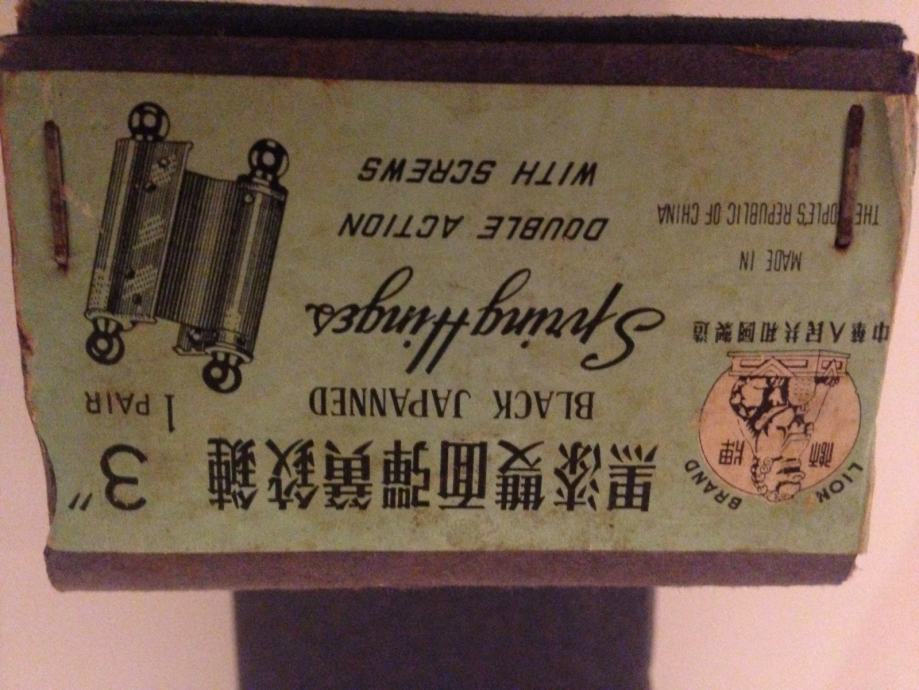 LION BRAND
獅牌
中華人民共和國製造
MADE IN
THE PEOPLE'S REPUBLIC OF CHINA
黑漆雙面彈簧鉸鏈
3"
BLACK JAPANNED
1 PAIR
Spring Hinges
DOUBLE ACTION
WITH SCREWS